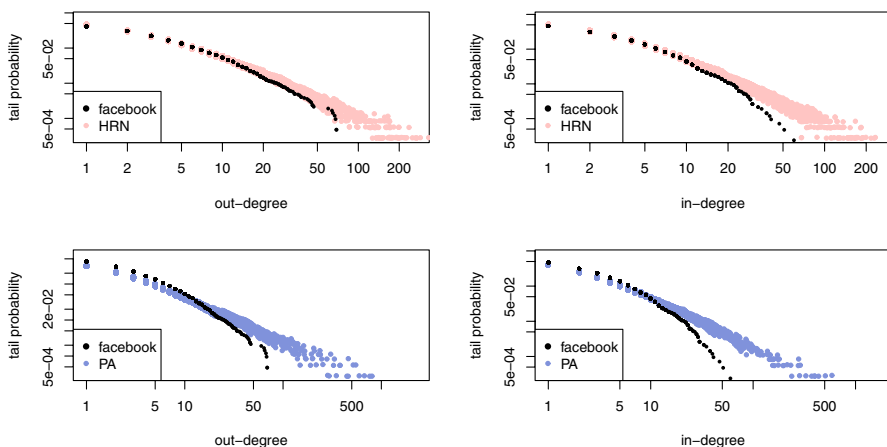 tail probability
5e−04 5e−02
facebook
HRN
1 2 5 10 20 50 100 200
out−degree
tail probability
5e−04 5e−02
facebook
HRN
1 2 5 10 20 50 100 200
in−degree
tail probability
5e−04 2e−02
facebook
PA
1 5 10 50 500
out−degree
tail probability
5e−04 5e−02
facebook
PA
1 5 10 50 500
in−degree